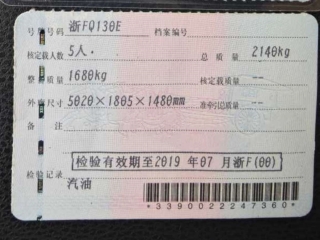 号牌号码 浙FQ130E 档案编号
核定载人数 5人. 总质量 2140kg
整备质量 1680kg 核定载质量 --
外廓尺寸 5020×1805×1480mm 准牵引总质量 --
备注
检验有效期至2019年07月浙F(00)
检验记录
汽油
*3390022247360*